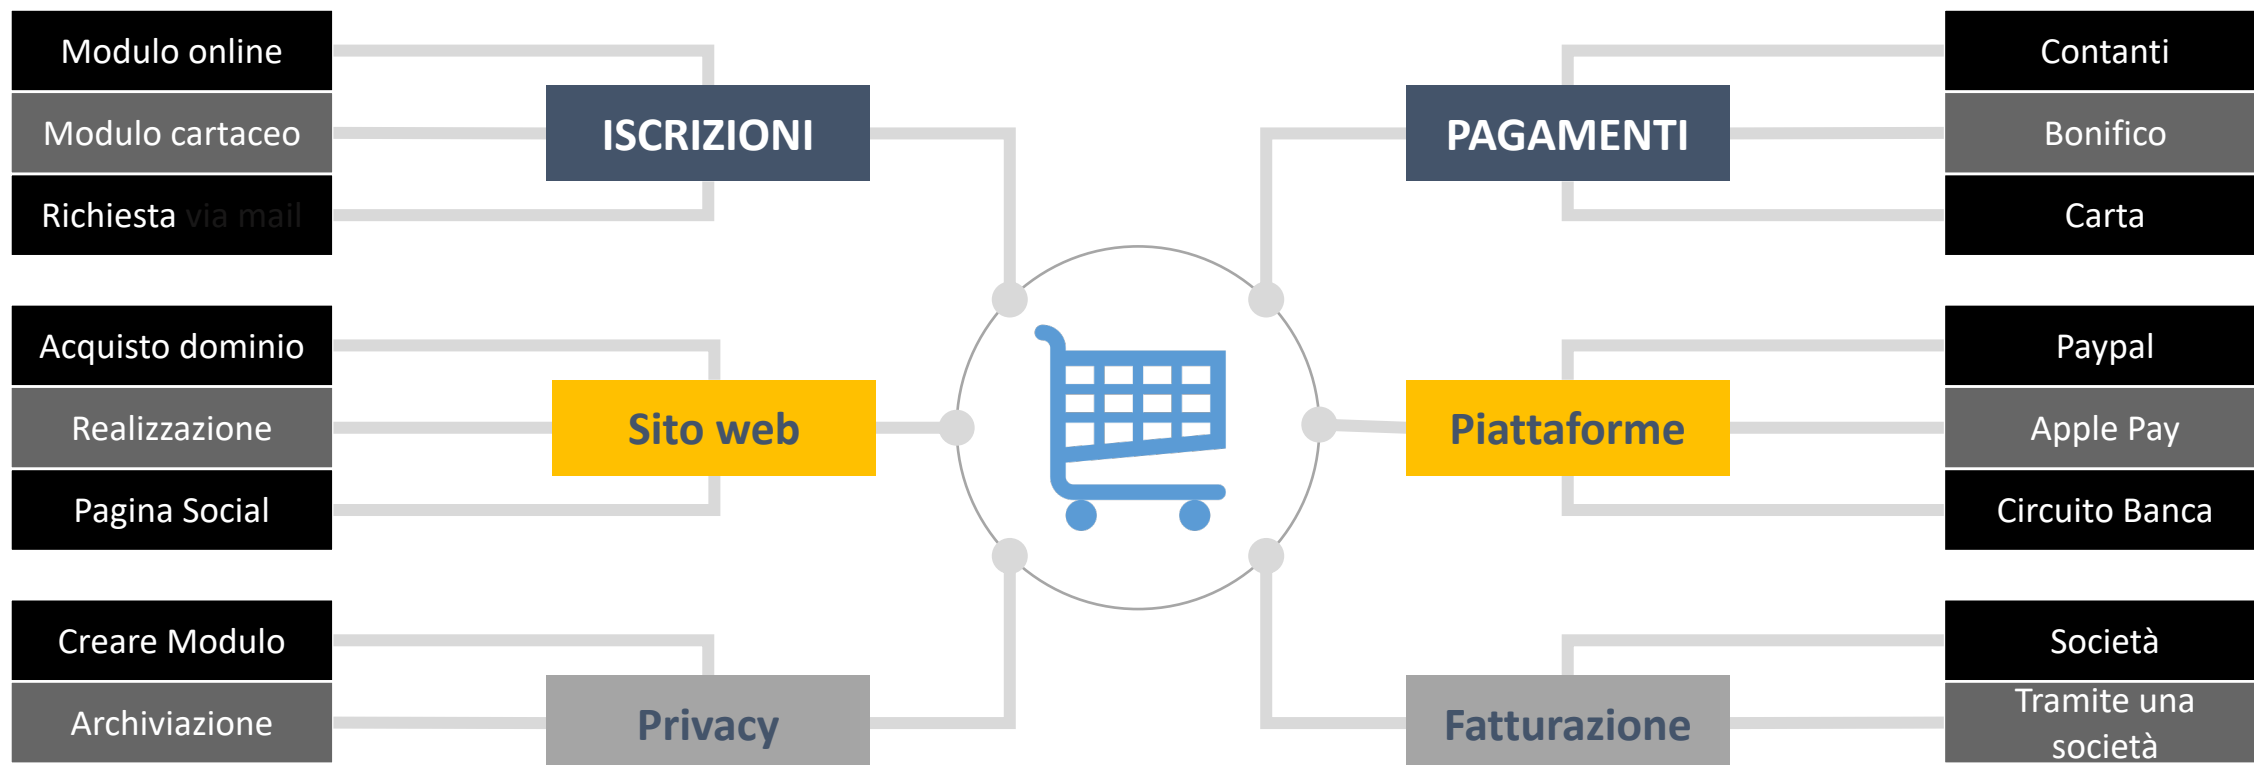 Modulo online
Modulo cartaceo
Richiesta via mail
ISCRIZIONI
Acquisto dominio
Realizzazione
Pagina Social
Sito web
Creare Modulo
Archiviazione
Privacy
PAGAMENTI
Contanti
Bonifico
Carta
Piattaforme
Paypal
Apple Pay
Circuito Banca
Fatturazione
Società
Tramite una
società